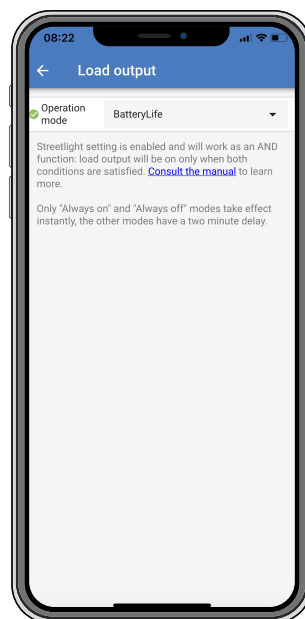 08:22
Load output
Operation
mode
BatteryLife
Streetlight setting is enabled and will work as an AND
function: load output will be on only when both
conditions are satisfied. Consult the manual to learn
more.
Only "Always on" and "Always off" modes take effect
instantly, the other modes have a two minute delay.